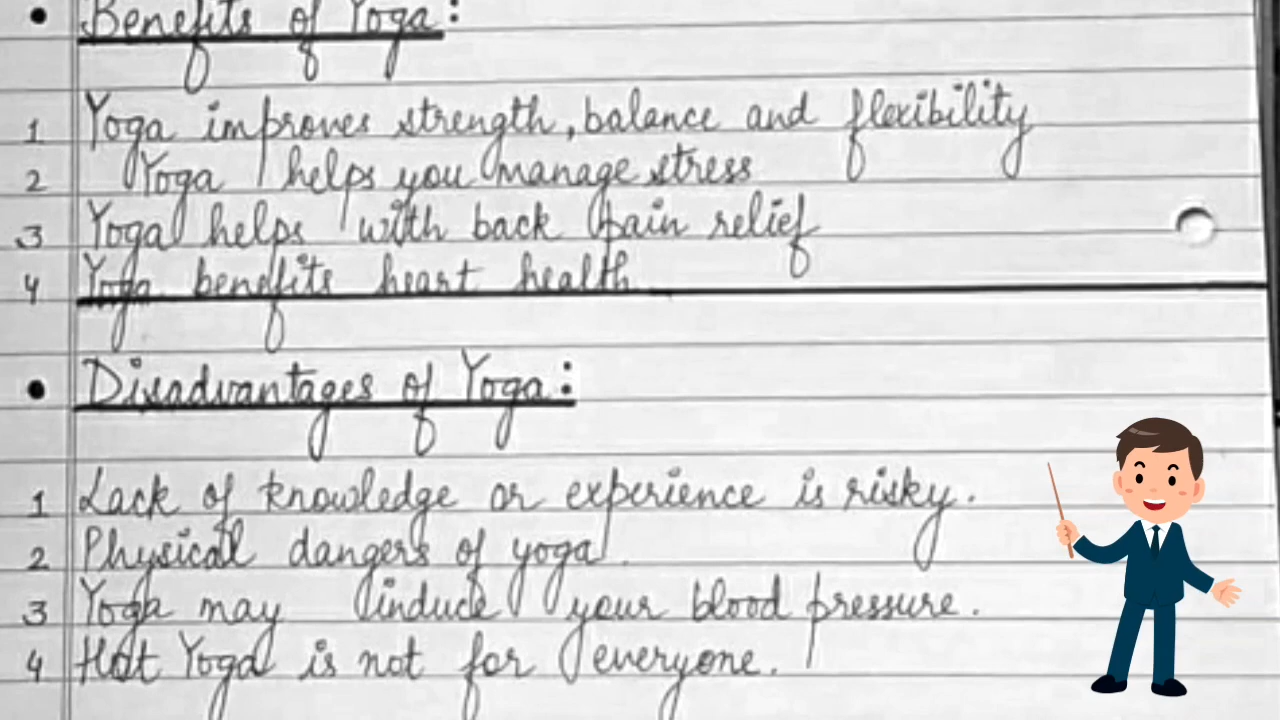 • Benefits of Yoga:
1 Yoga improves strength, balance and flexibility
2 Yoga helps you manage stress
3 Yoga helps with back pain relief
4 Yoga benefits heart health
• Disadvantages of Yoga:
1 Lack of knowledge or experience is risky.
2 Physical dangers of yoga.
3 Yoga may induce your blood pressure.
4 Hot Yoga is not for everyone.